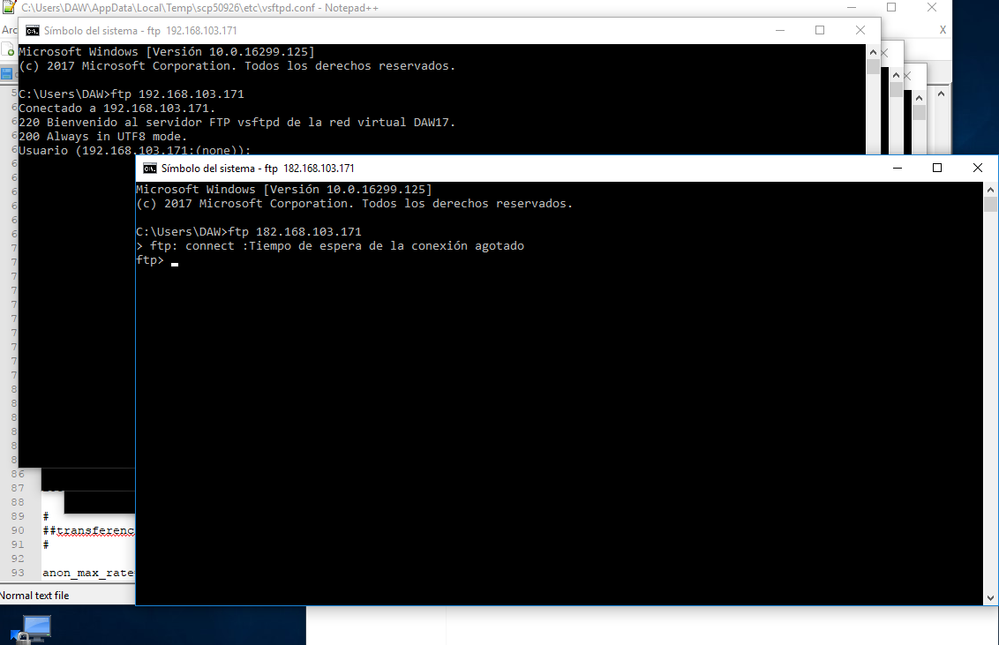 C:\Users\DAW\AppData\Local\Temp\scp50926\etc\vsftpd.conf - Notepad++
Símbolo del sistema - ftp 192.168.103.171
Arc
X
Microsoft Windows [Versión 10.0.16299.125]
(c) 2017 Microsoft Corporation. Todos los derechos reservados.
C:\Users\DAW>ftp 192.168.103.171
Conectado a 192.168.103.171.
220 Bienvenido al servidor FTP vsftpd de la red virtual DAW17.
200 Always in UTF8 mode.
Usuario (192.168.103.171:(none)):
Símbolo del sistema - ftp 182.168.103.171
Microsoft Windows [Versión 10.0.16299.125]
(c) 2017 Microsoft Corporation. Todos los derechos reservados.
C:\Users\DAW>ftp 182.168.103.171
> ftp: connect :Tiempo de espera de la conexión agotado
ftp>
86
87
88
89 #
90 ##transferenc
91 #
92
93 anon_max_rate
Normal text file